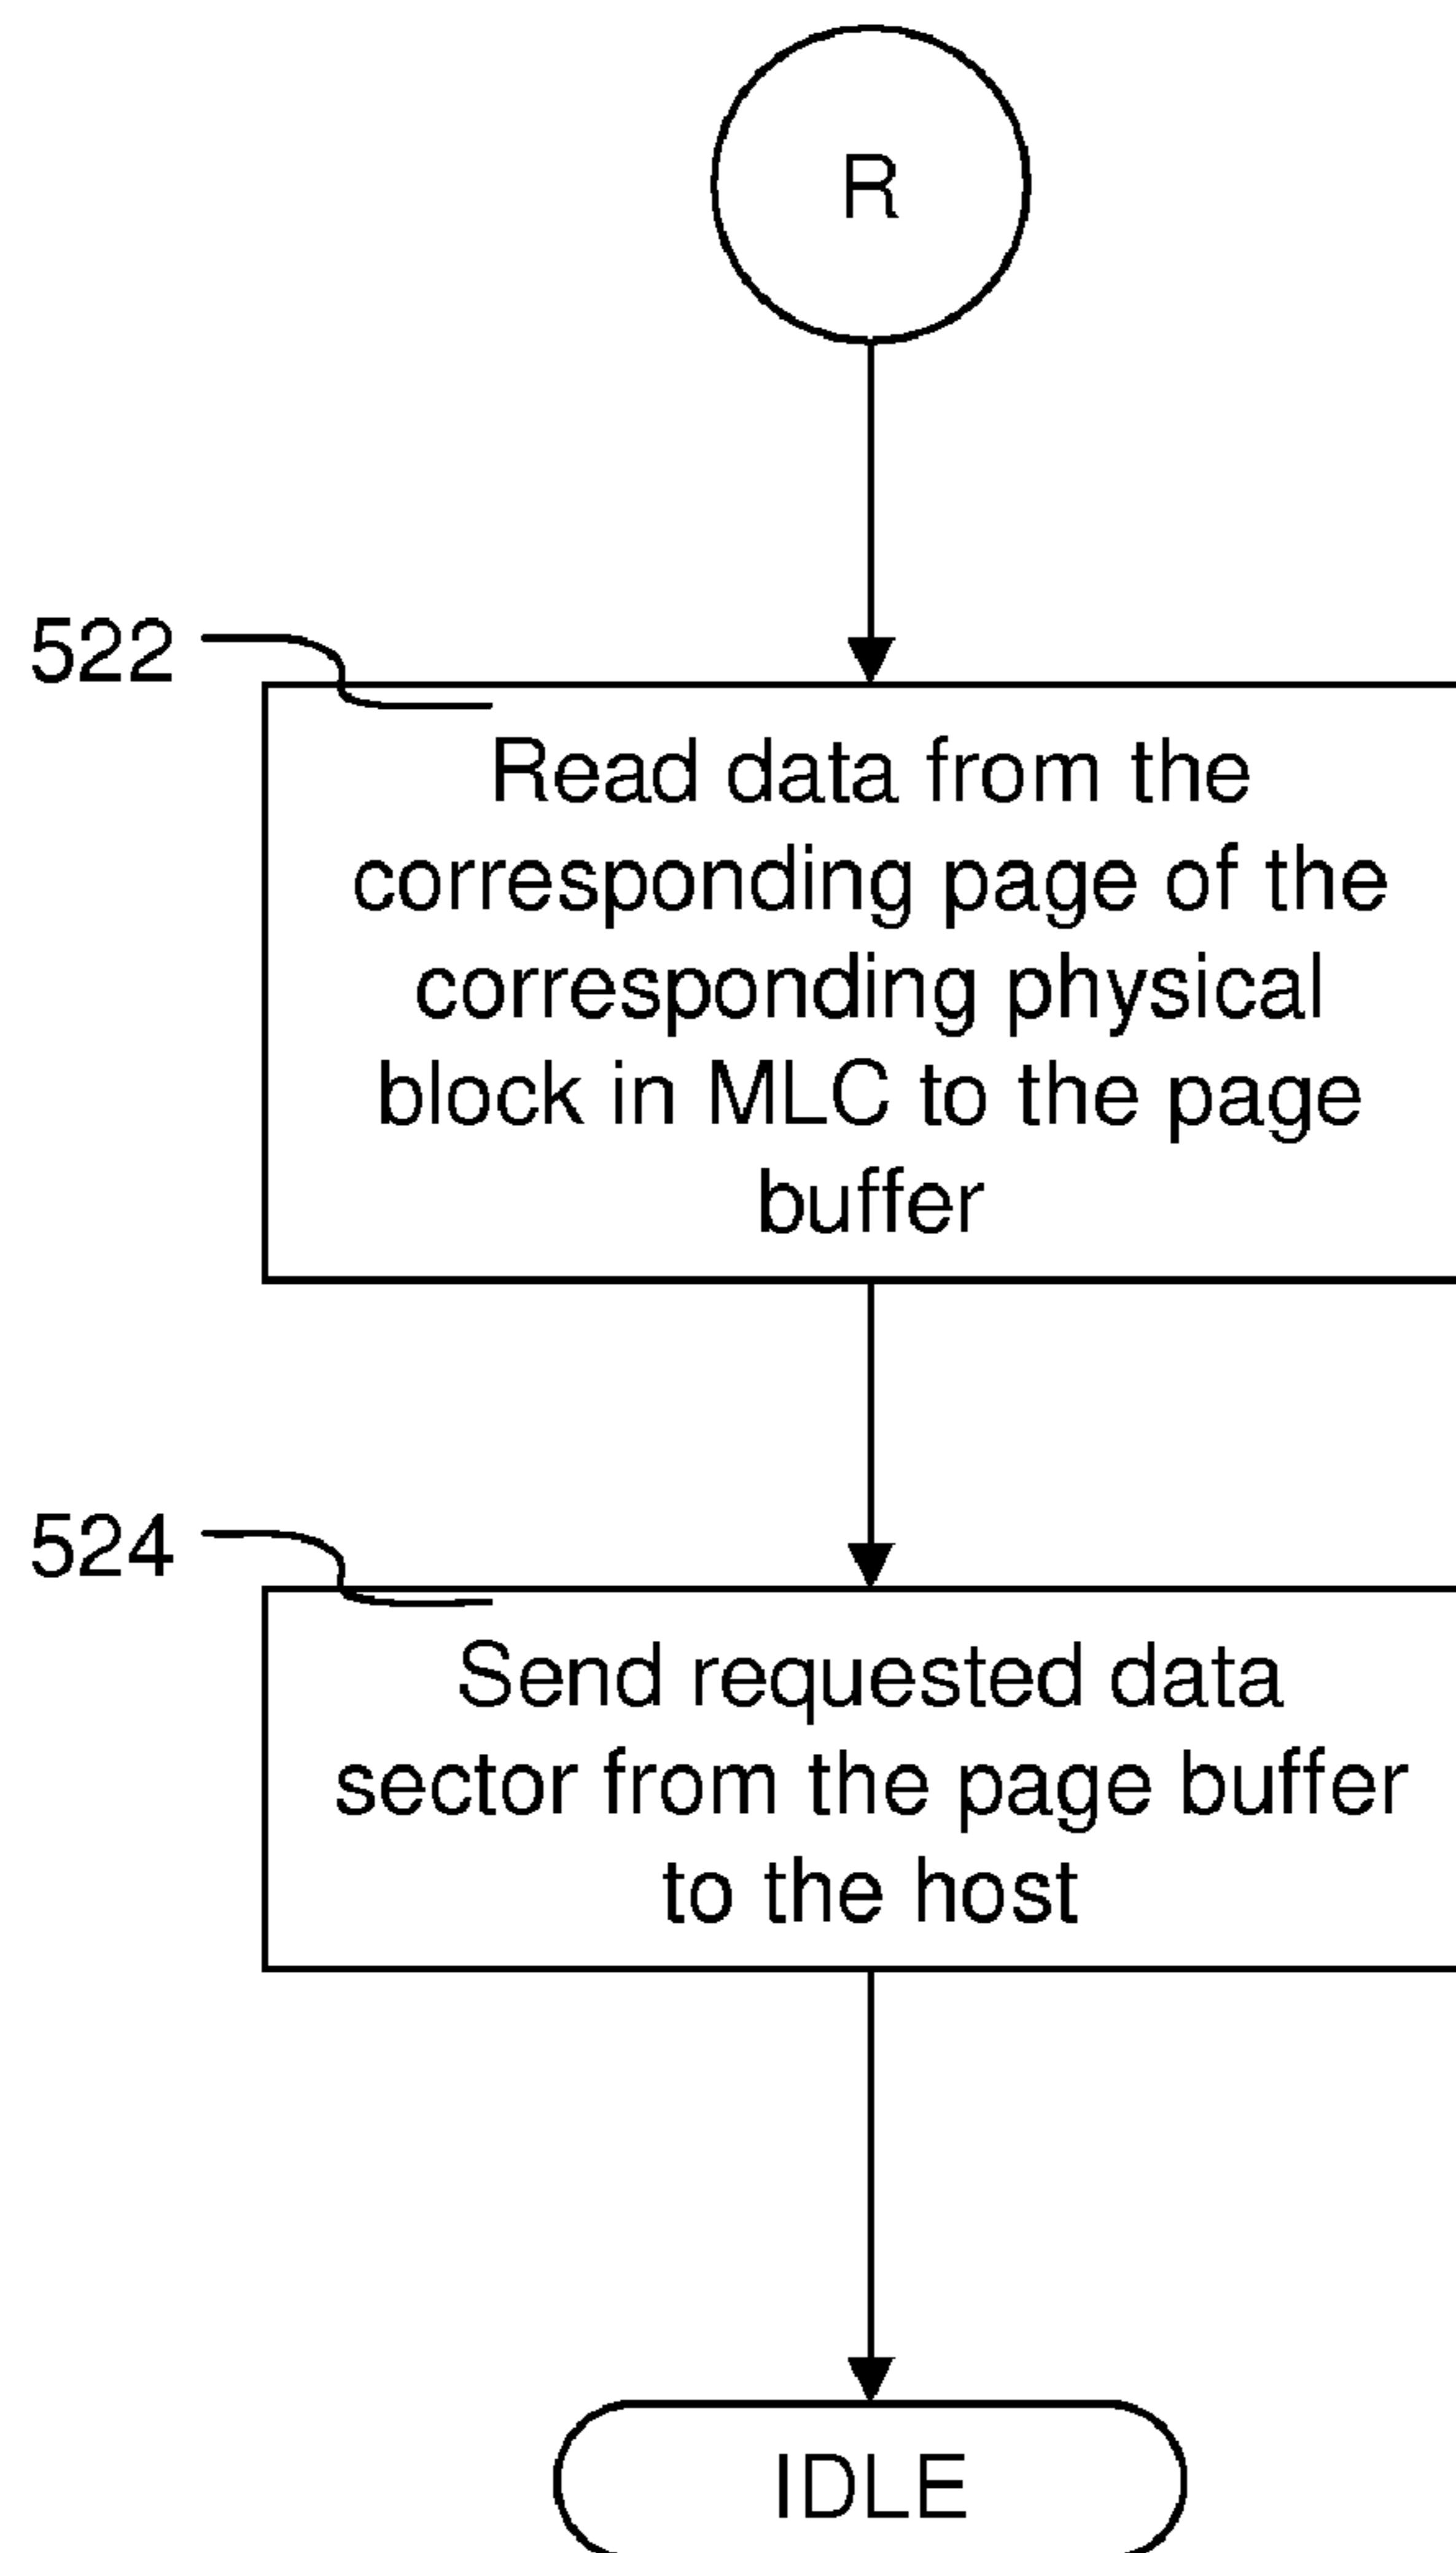 R
522
Read data from the
corresponding page of the
corresponding physical
block in MLC to the page
buffer
524
Send requested data
sector from the page buffer
to the host
IDLE